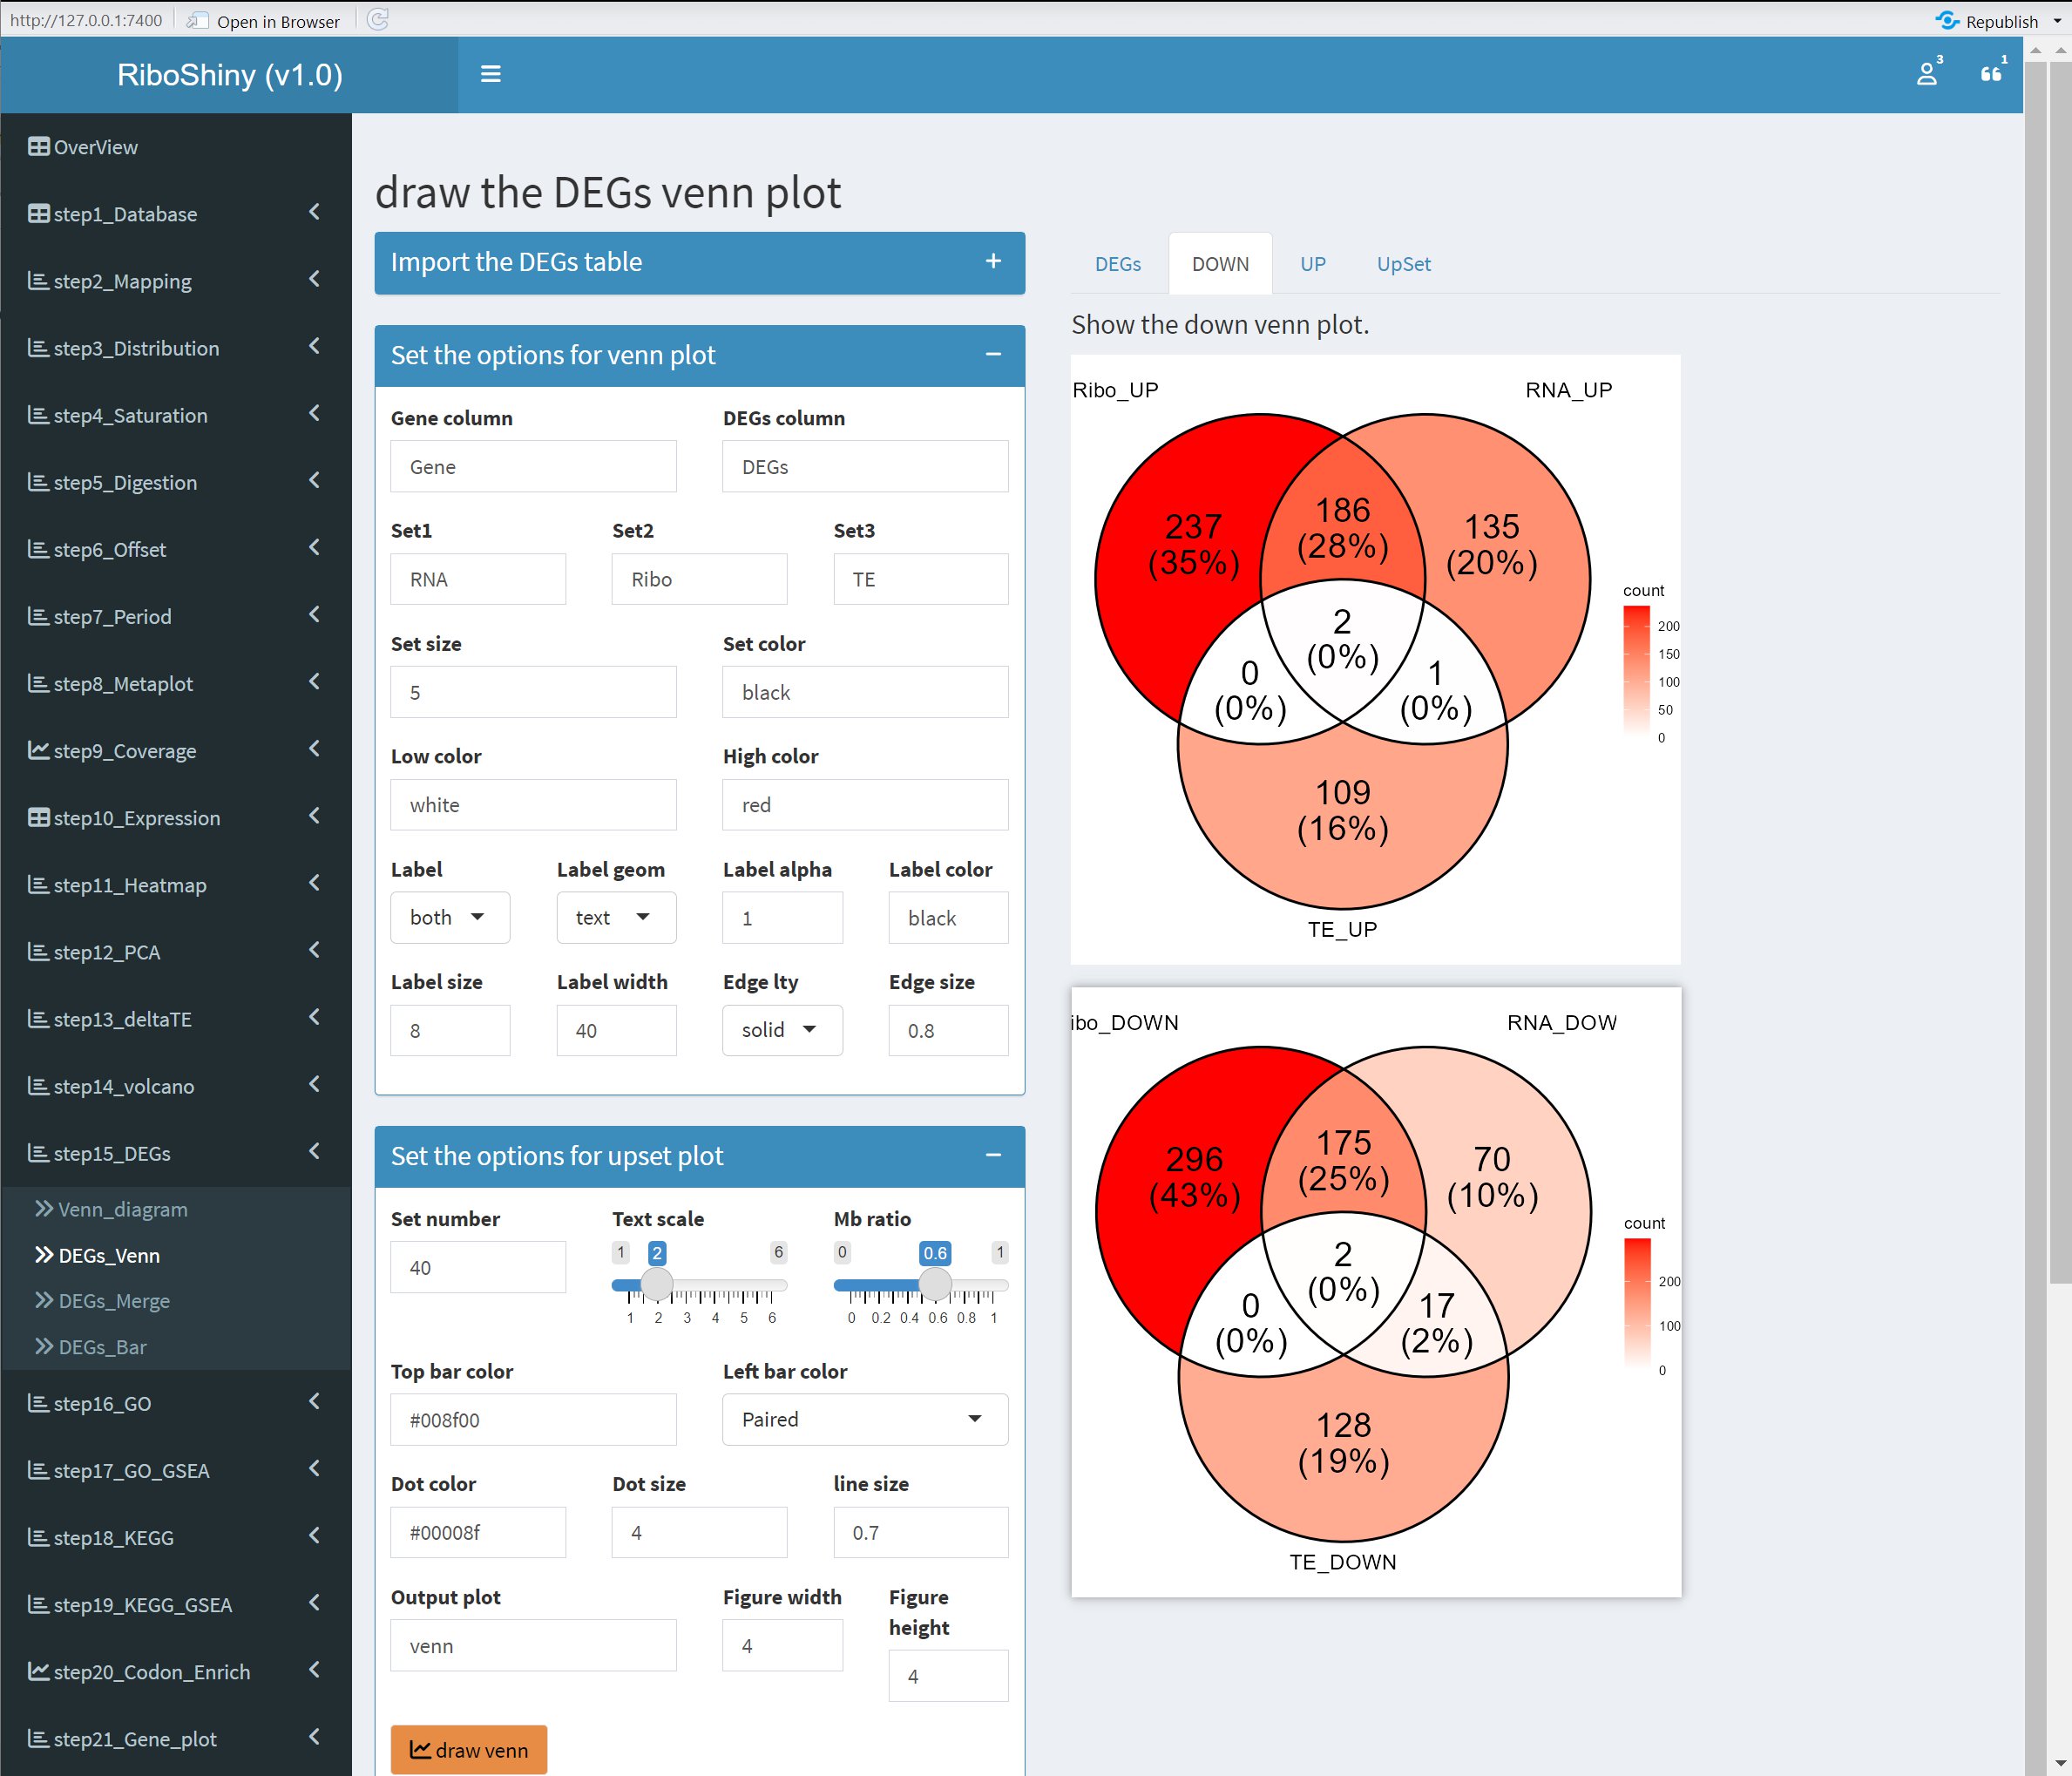 http://127.0.0.1:7400 Open in Browser Republish
RiboShiny (v1.0) 3 1
OverView
step1_Database
step2_Mapping
step3_Distribution
step4_Saturation
step5_Digestion
step6_Offset
step7_Period
step8_Metaplot
step9_Coverage
step10_Expression
step11_Heatmap
step12_PCA
step13_deltaTE
step14_volcano
step15_DEGs
Venn_diagram
DEGs_Venn
DEGs_Merge
DEGs_Bar
step16_GO
step17_GO_GSEA
step18_KEGG
step19_KEGG_GSEA
step20_Codon_Enrich
step21_Gene_plot
draw the DEGs venn plot
Import the DEGs table +
Set the options for venn plot
Gene column DEGs column
Gene DEGs
Set1 Set2 Set3
RNA Ribo TE
Set size Set color
5 black
Low color High color
white red
Label Label geom Label alpha Label color
both text 1 black
Label size Label width Edge lty Edge size
8 40 solid 0.8
Set the options for upset plot
Set number Text scale Mb ratio
40
1 2 6 0 0.6 1
1 2 3 4 5 6 0 0.2 0.4 0.6 0.8 1
Top bar color Left bar color
#008f00 Paired
Dot color Dot size line size
#00008f 4 0.7
Output plot Figure width Figure height
venn 4 4
draw venn
DEGs DOWN UP UpSet
Show the down venn plot.
Ribo_UP RNA_UP
237 186 135
(35%) (28%) (20%)
2
(0%)
0 1
(0%) (0%)
109
(16%)
TE_UP
count
200
150
100
50
0
ibo_DOWN RNA_DOW
296 175 70
(43%) (25%) (10%)
2
(0%)
0 17
(0%) (2%)
128
(19%)
TE_DOWN
count
200
100
0